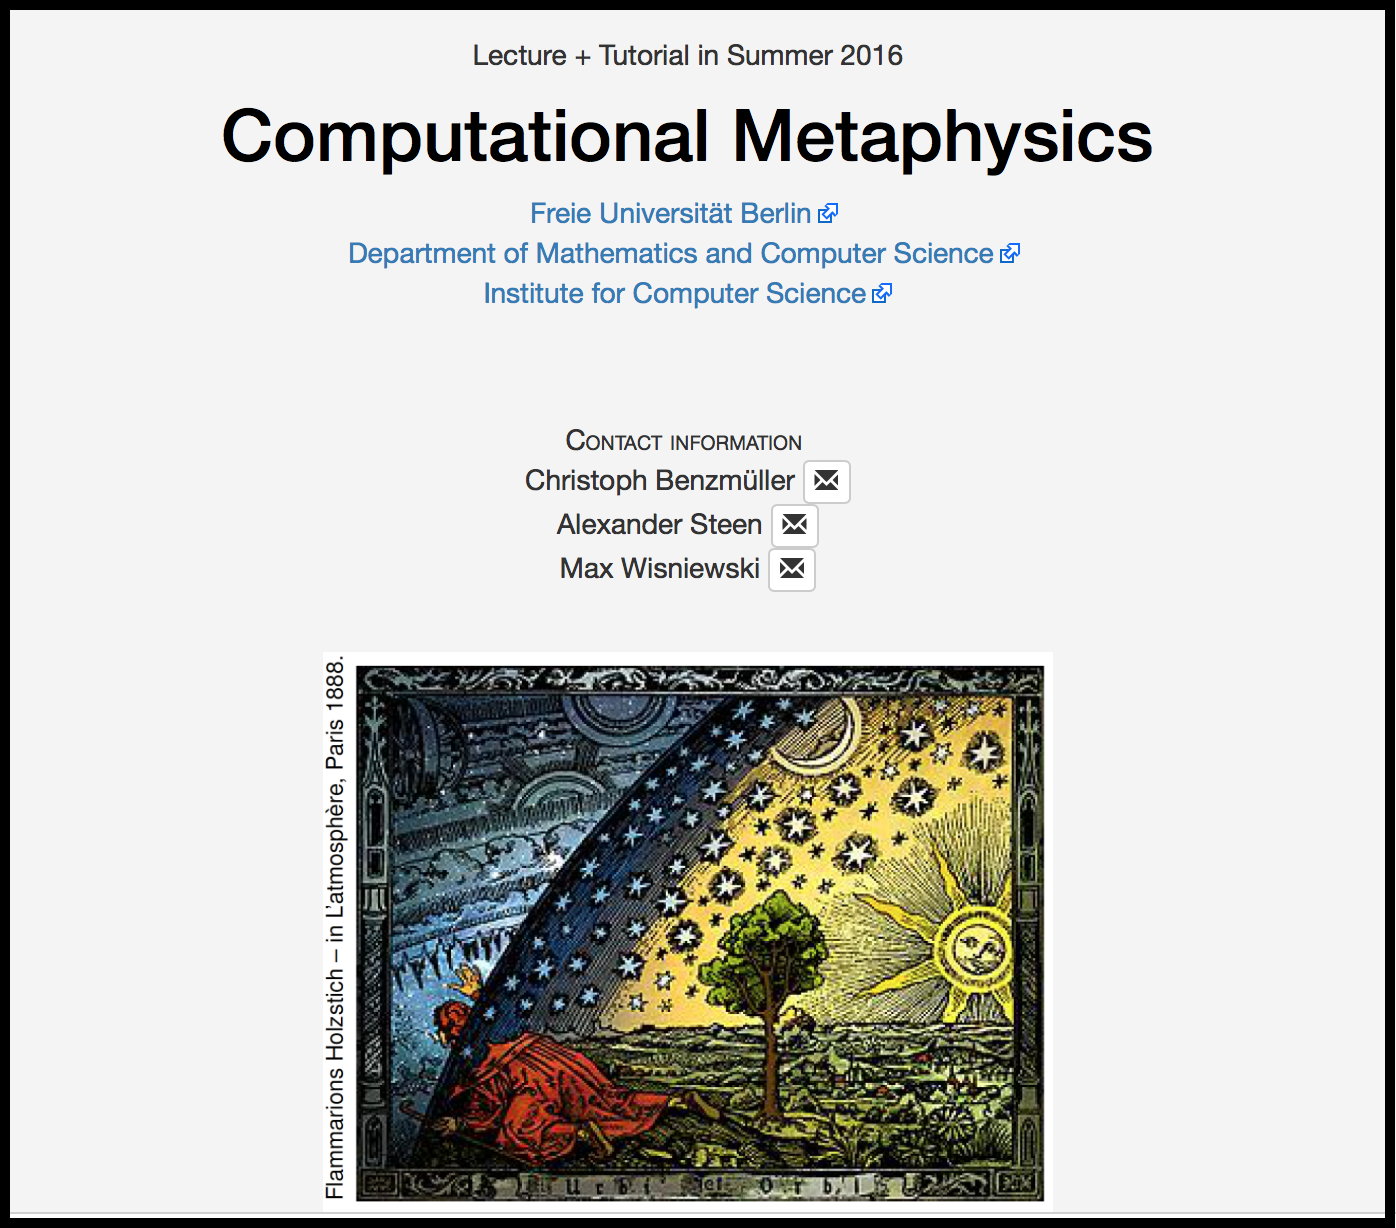 Lecture + Tutorial in Summer 2016
Computational Metaphysics
Freie Universität Berlin
Department of Mathematics and Computer Science
Institute for Computer Science
CONTACT INFORMATION
Christoph Benzmüller
Alexander Steen
Max Wisniewski
Flammarions Holzstich – in L'atmosphère, Paris 1888.
Urbi et Orbi